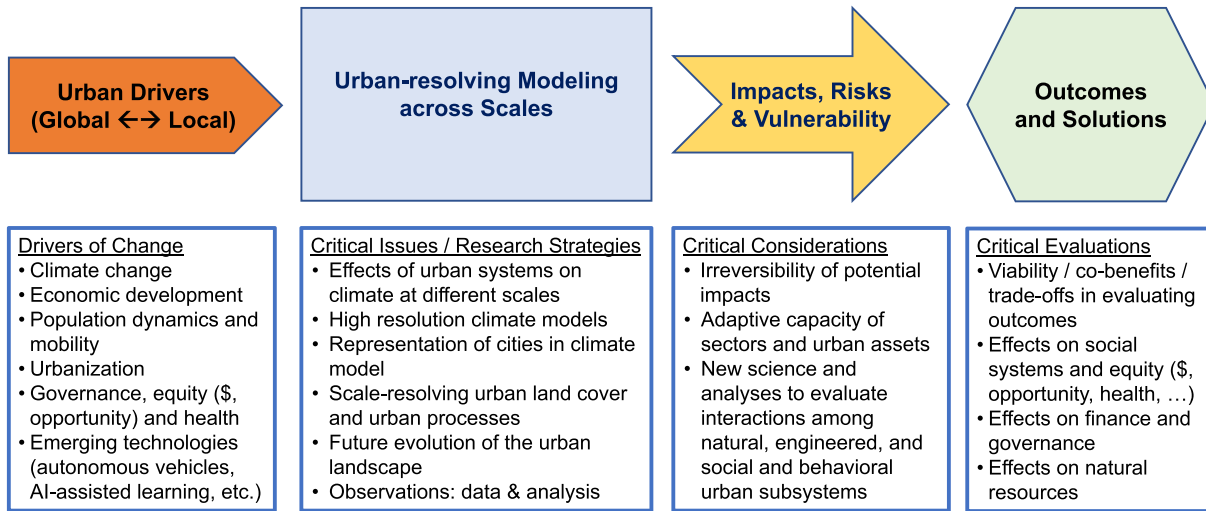 Urban Drivers
(Global ←→ Local)
Urban-resolving Modeling
across Scales
Impacts, Risks
& Vulnerability
Outcomes
and Solutions
Drivers of Change
• Climate change
• Economic development
• Population dynamics and
mobility
• Urbanization
• Governance, equity ($,
opportunity) and health
• Emerging technologies
(autonomous vehicles,
AI-assisted learning, etc.)
Critical Issues / Research Strategies
• Effects of urban systems on
climate at different scales
• High resolution climate models
• Representation of cities in climate
model
• Scale-resolving urban land cover
and urban processes
• Future evolution of the urban
landscape
• Observations: data & analysis
Critical Considerations
• Irreversibility of potential
impacts
• Adaptive capacity of
sectors and urban assets
• New science and
analyses to evaluate
interactions among
natural, engineered, and
social and behavioral
urban subsystems
Critical Evaluations
• Viability / co-benefits /
trade-offs in evaluating
outcomes
• Effects on social
systems and equity ($,
opportunity, health, …)
• Effects on finance and
governance
• Effects on natural
resources